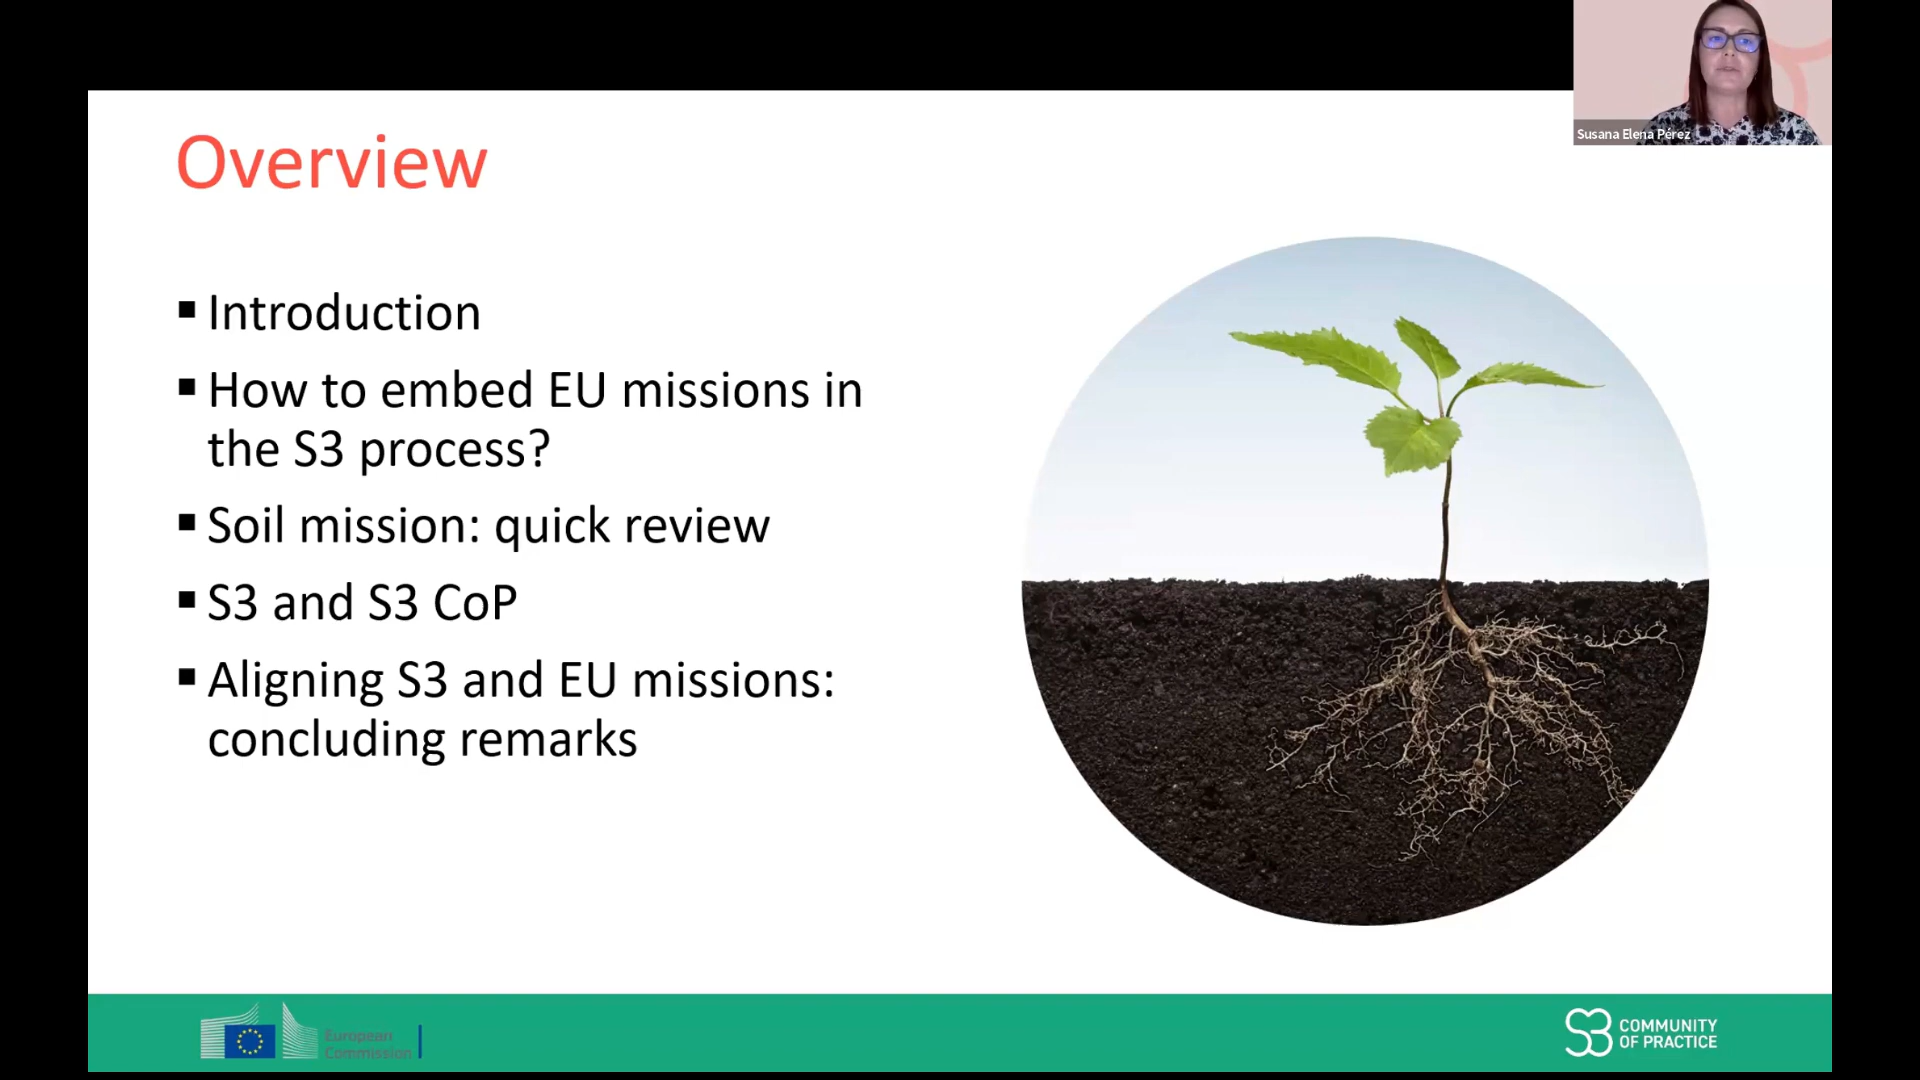 Susana Elena Pérez
Overview
▪ Introduction
▪ How to embed EU missions in
the S3 process?
▪ Soil mission: quick review
▪ S3 and S3 CoP
▪ Aligning S3 and EU missions:
concluding remarks
European
Commission
S3 COMMUNITY
OF PRACTICE